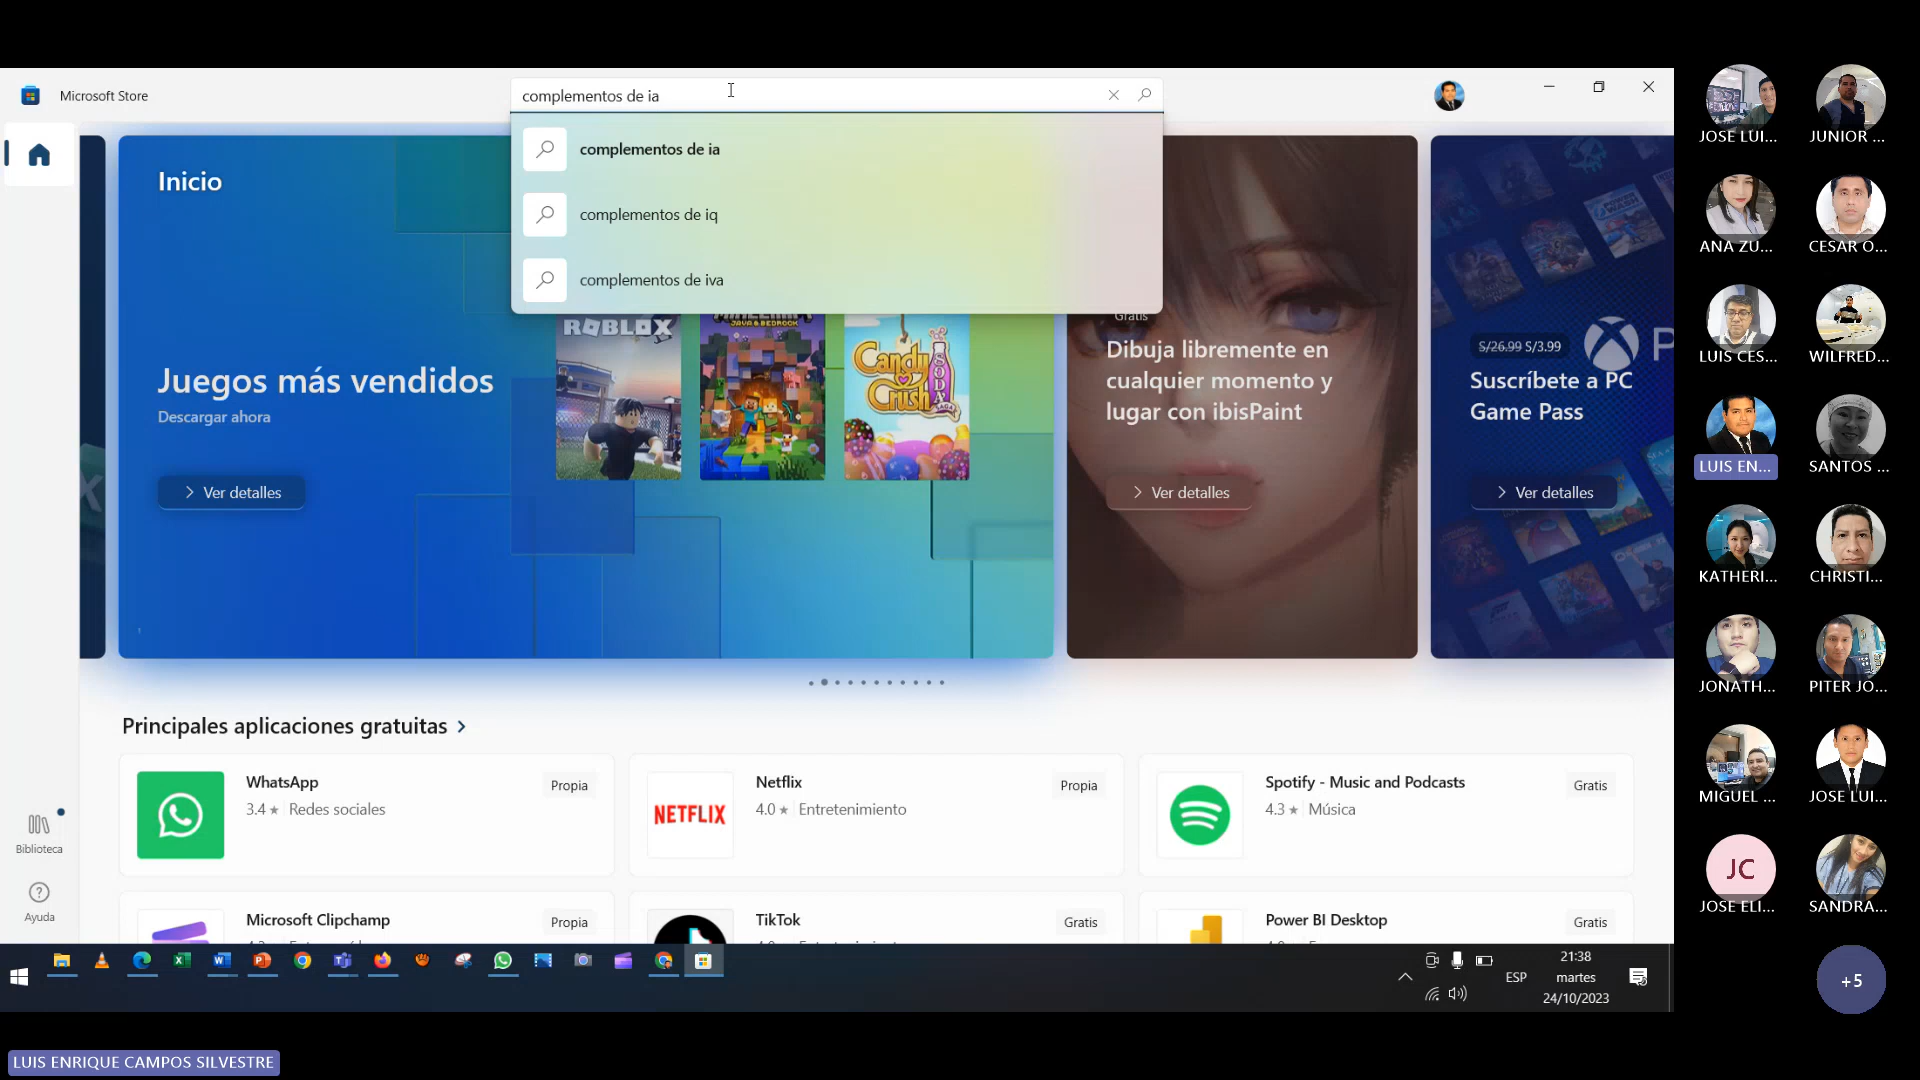 Microsoft Store
complementos de ia
complementos de ia
complementos de iq
complementos de iva
Inicio
Juegos más vendidos
Descargar ahora
Ver detalles
ROBLOX
MINECRAFT
JAVA & BEDROCK
Candy
Crush
SODA
SAGA
Gratis
Dibuja libremente en
cualquier momento y
lugar con ibisPaint
Ver detalles
S/26.99 S/3.99
Suscríbete a PC
Game Pass
Ver detalles
P
Principales aplicaciones gratuitas
WhatsApp
3.4 ★ Redes sociales
Propia
NETFLIX
Netflix
4.0 ★ Entretenimiento
Propia
Spotify - Music and Podcasts
4.3 ★ Música
Gratis
Microsoft Clipchamp
Propia
TikTok
Gratis
Power BI Desktop
Gratis
Biblioteca
Ayuda
ESP
21:38
martes
24/10/2023
JOSE LUI...
JUNIOR ...
ANA ZU...
CESAR O...
LUIS CES...
WILFRED...
LUIS EN...
SANTOS ...
KATHERI...
CHRISTI...
JONATH...
PITER JO...
MIGUEL ...
JOSE LUI...
JC
JOSE ELI...
SANDRA...
+5
LUIS ENRIQUE CAMPOS SILVESTRE